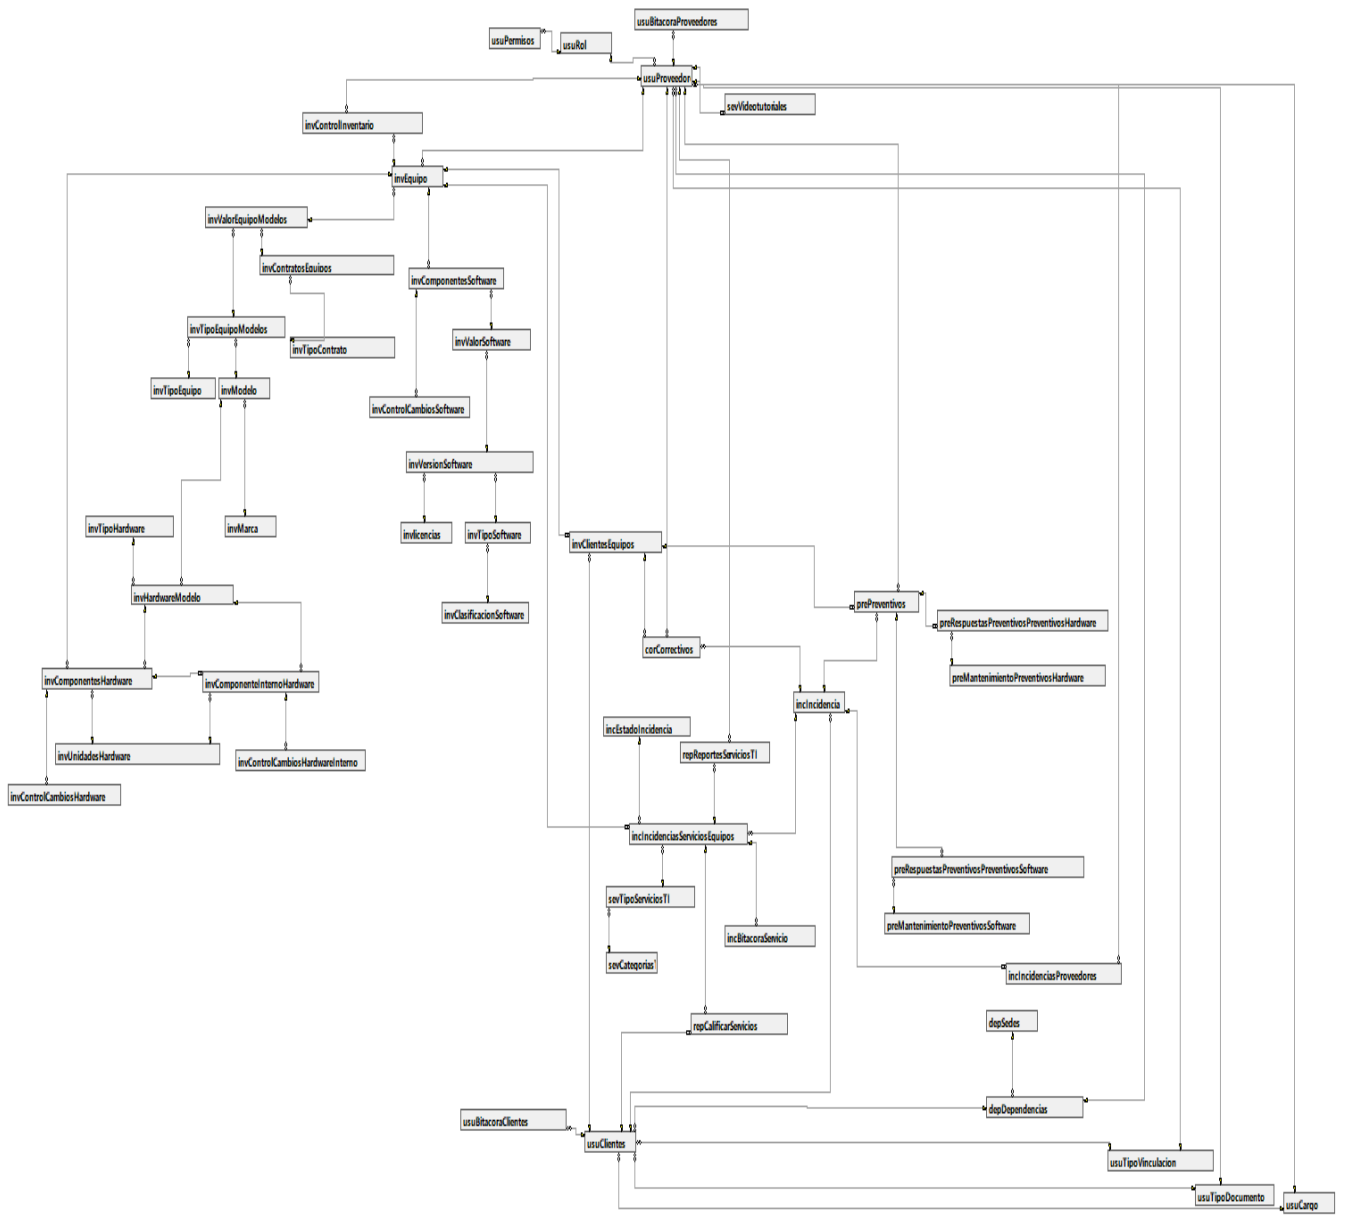 usuBitacoraProveedores
usuPermisos
usuRol
usuProveedor
sevVideotutoriales
invControlInventario
invEquipo
invValorEquipoModelos
invContratosEquipos
invComponentesSoftware
invTipoEquipoModelos
invTipoContrato
invValorSoftware
invTipoEquipo
invModelo
invControlCambiosSoftware
invVersionSoftware
invTipoHardware
invMarca
invlicencias
invTipoSoftware
invClientesEquipos
invHardwareModelo
invClasificacionSoftware
prePreventivos
preRespuestasPreventivosPreventivosHardware
corCorrectivos
preMantenimientoPreventivosHardware
invComponentesHardware
invComponenteInternoHardware
incIncidencia
incEstadoIncidencia
invUnidadesHardware
invControlCambiosHardwareInterno
repReportesServiciosTI
invControlCambiosHardware
incIncidenciasServiciosEquipos
preRespuestasPreventivosPreventivosSoftware
sevTipoServiciosTI
preMantenimientoPreventivosSoftware
incBitacoraServicio
sevCategoriasT
incIncidenciasProveedores
repCalificarServicios
depSedes
depDependencias
usuBitacoraClientes
usuClientes
usuTipoVinculacion
usuTipoDocumento
usuCargo